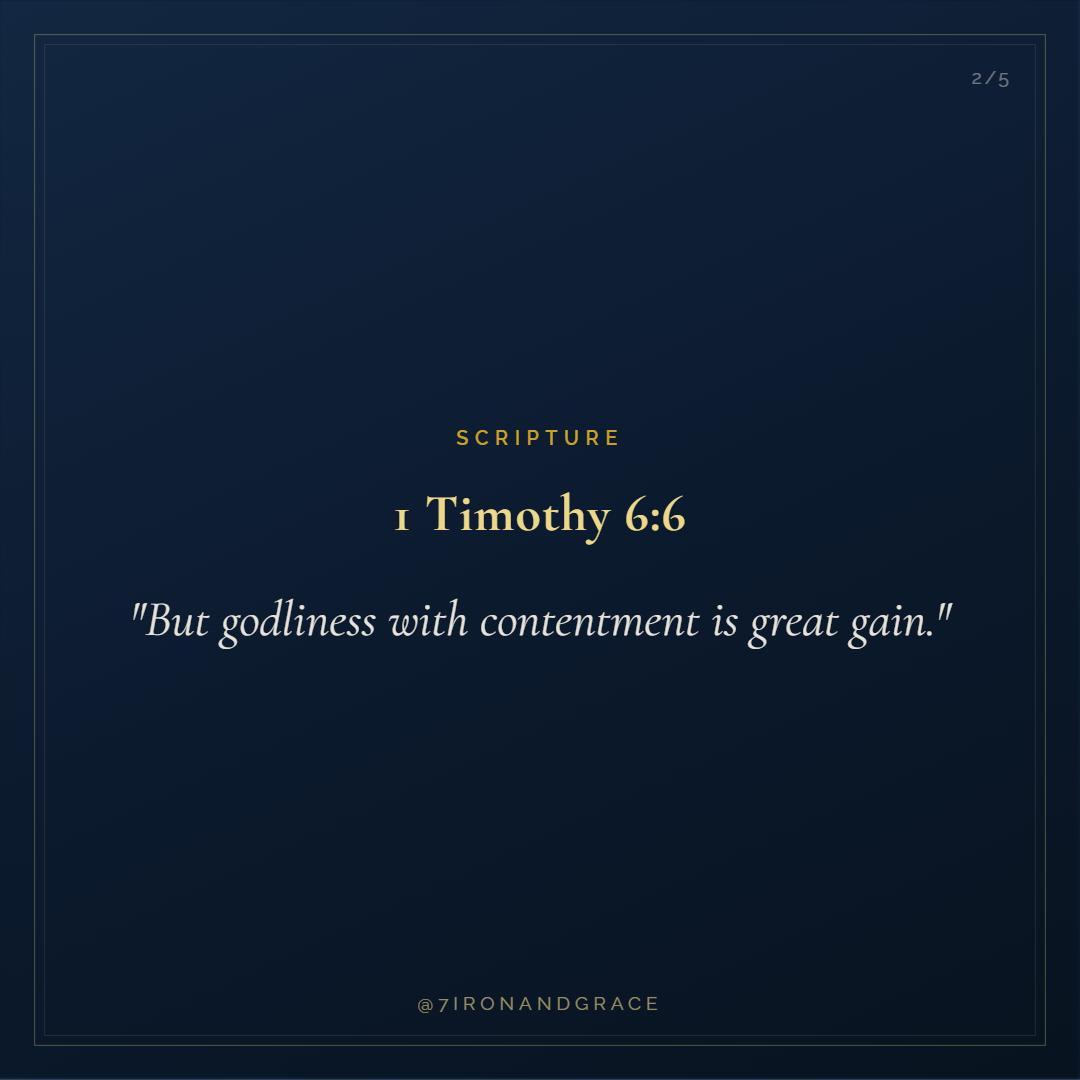 2/5
SCRIPTURE
1 Timothy 6:6
"But godliness with contentment is great gain."
@7IRONANDGRACE